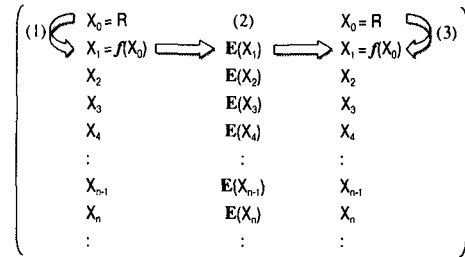 (2)
X₀ = R X₀ = R
(1) X₁ = f(X₀) E(X₁) X₁ = f(X₀) (3)
X₂ E(X₂) X₂
X₃ E(X₃) X₃
X₄ E(X₄) X₄
: : :
Xₙ₋₁ E(Xₙ₋₁) Xₙ₋₁
Xₙ E(Xₙ) Xₙ
: : :